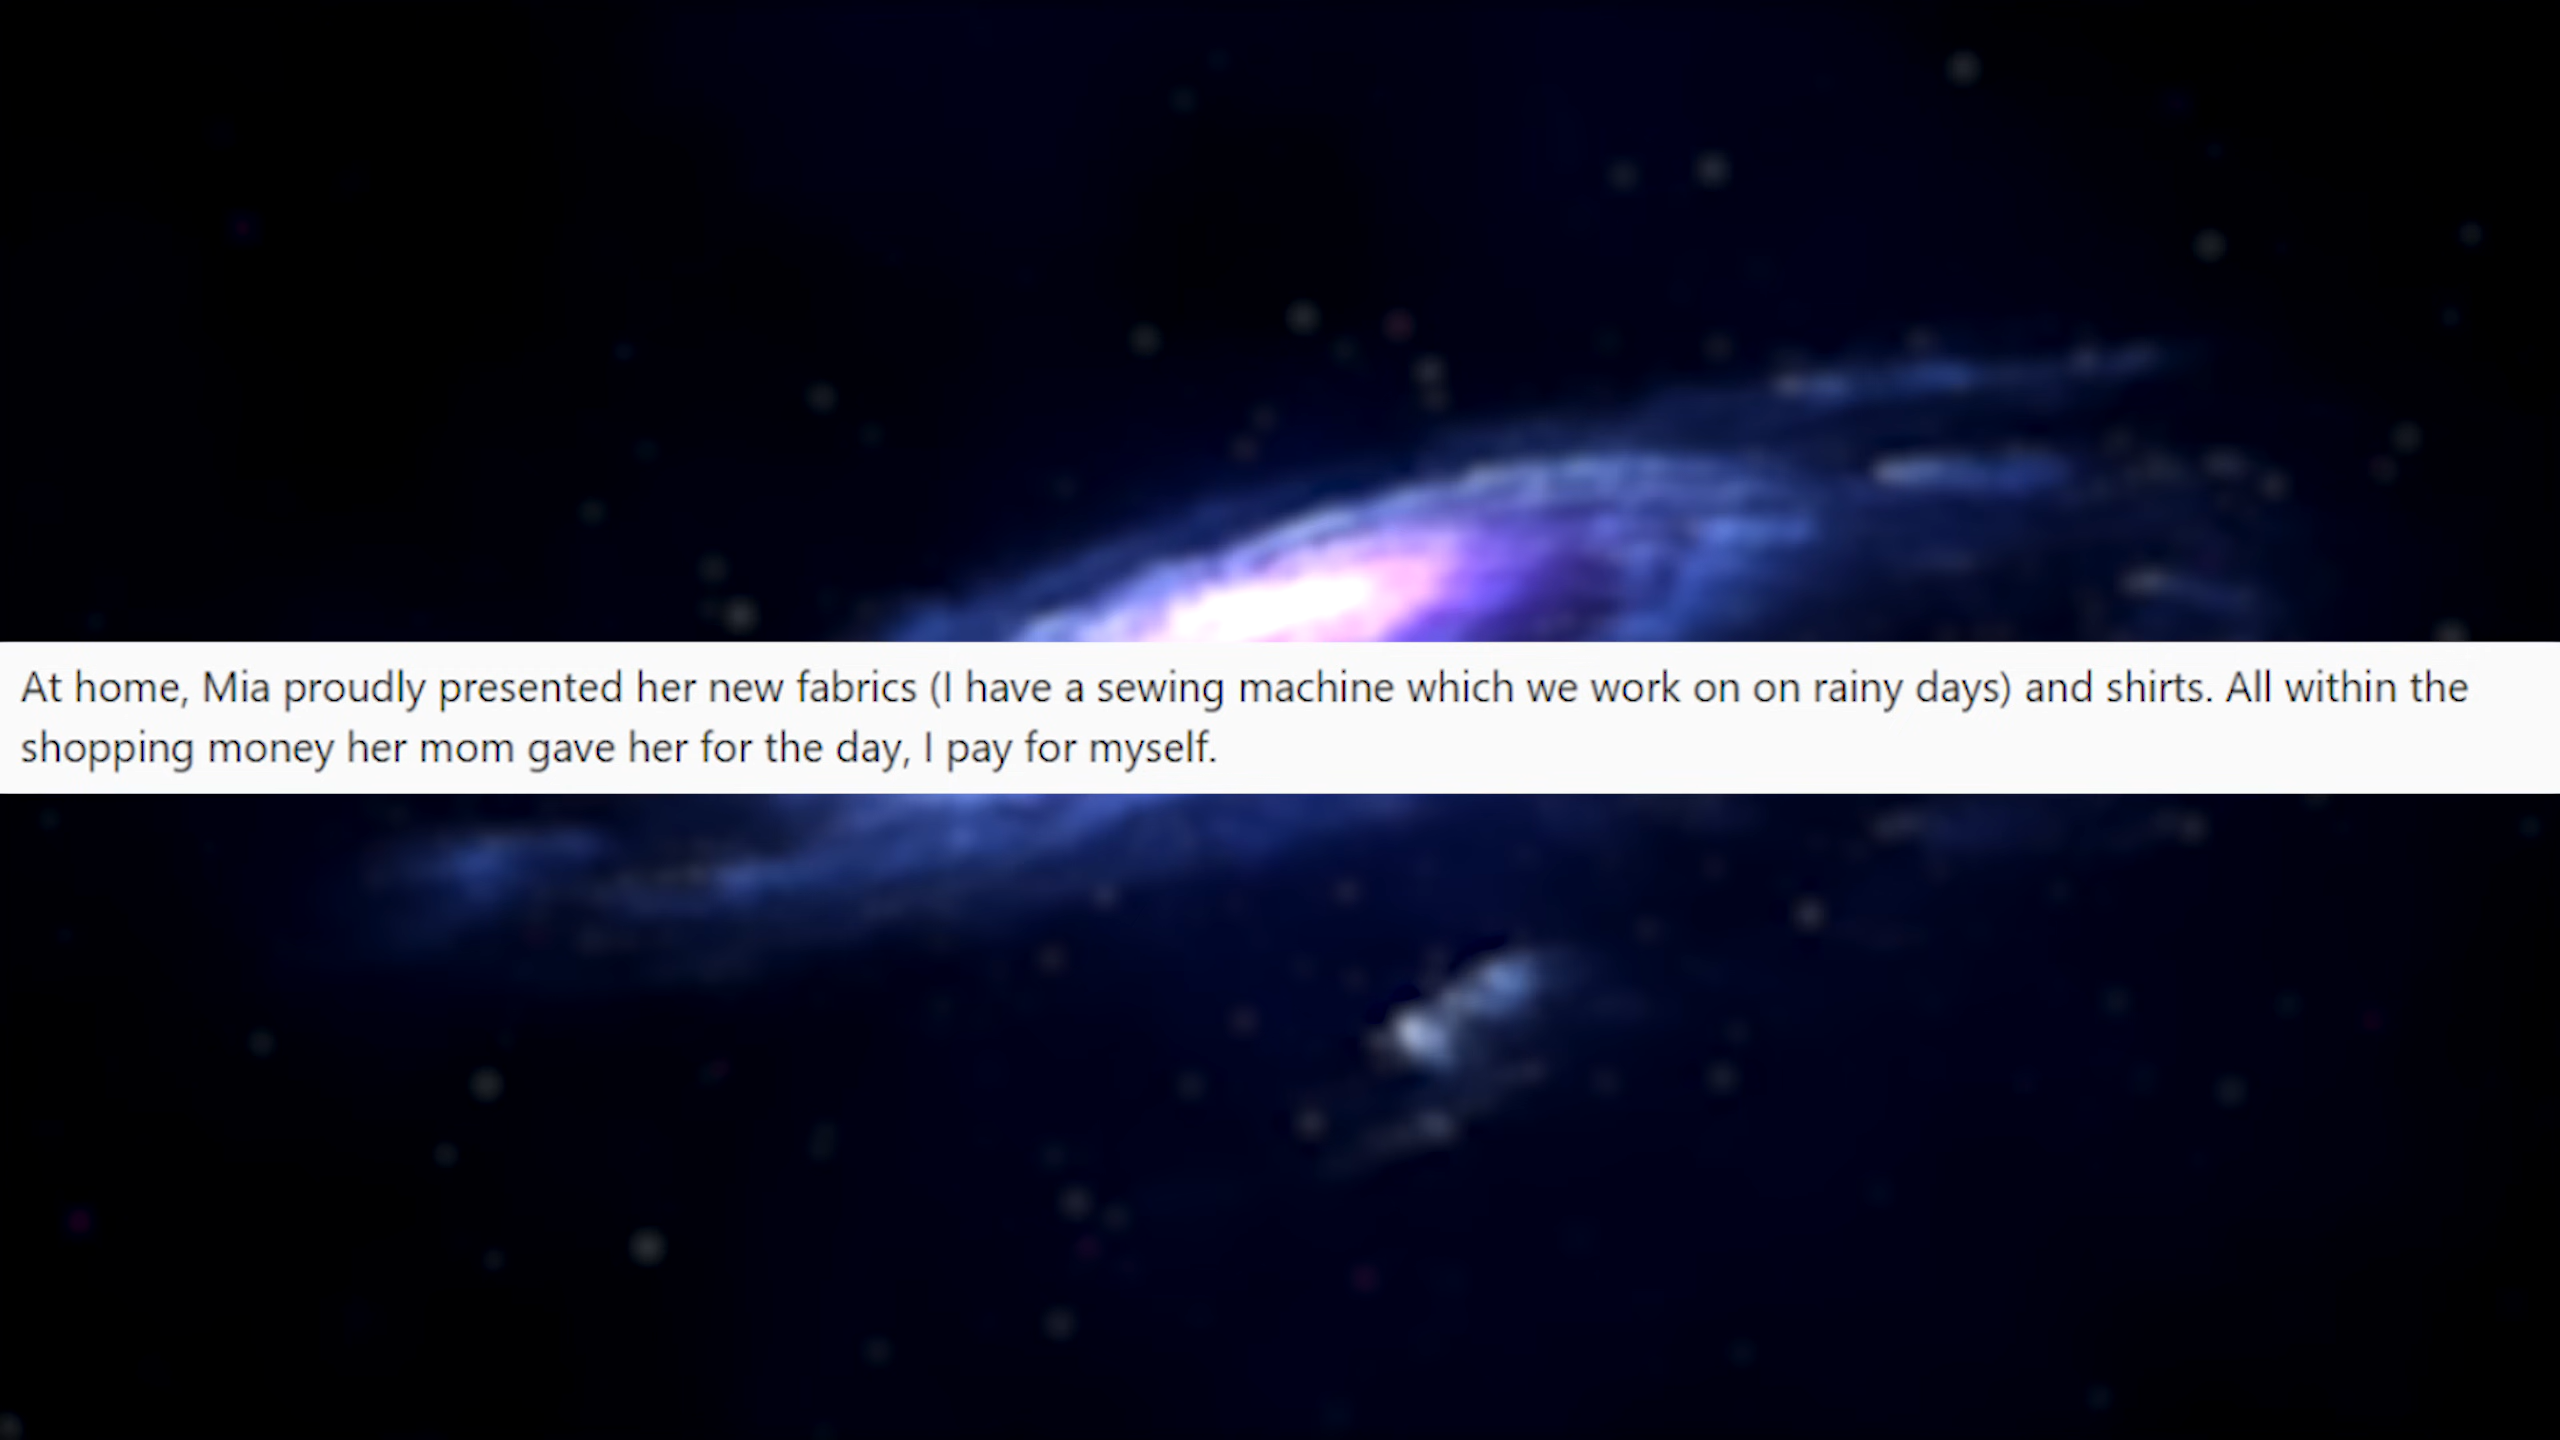 At home, Mia proudly presented her new fabrics (I have a sewing machine which we work on on rainy days) and shirts. All within the
shopping money her mom gave her for the day, I pay for myself.